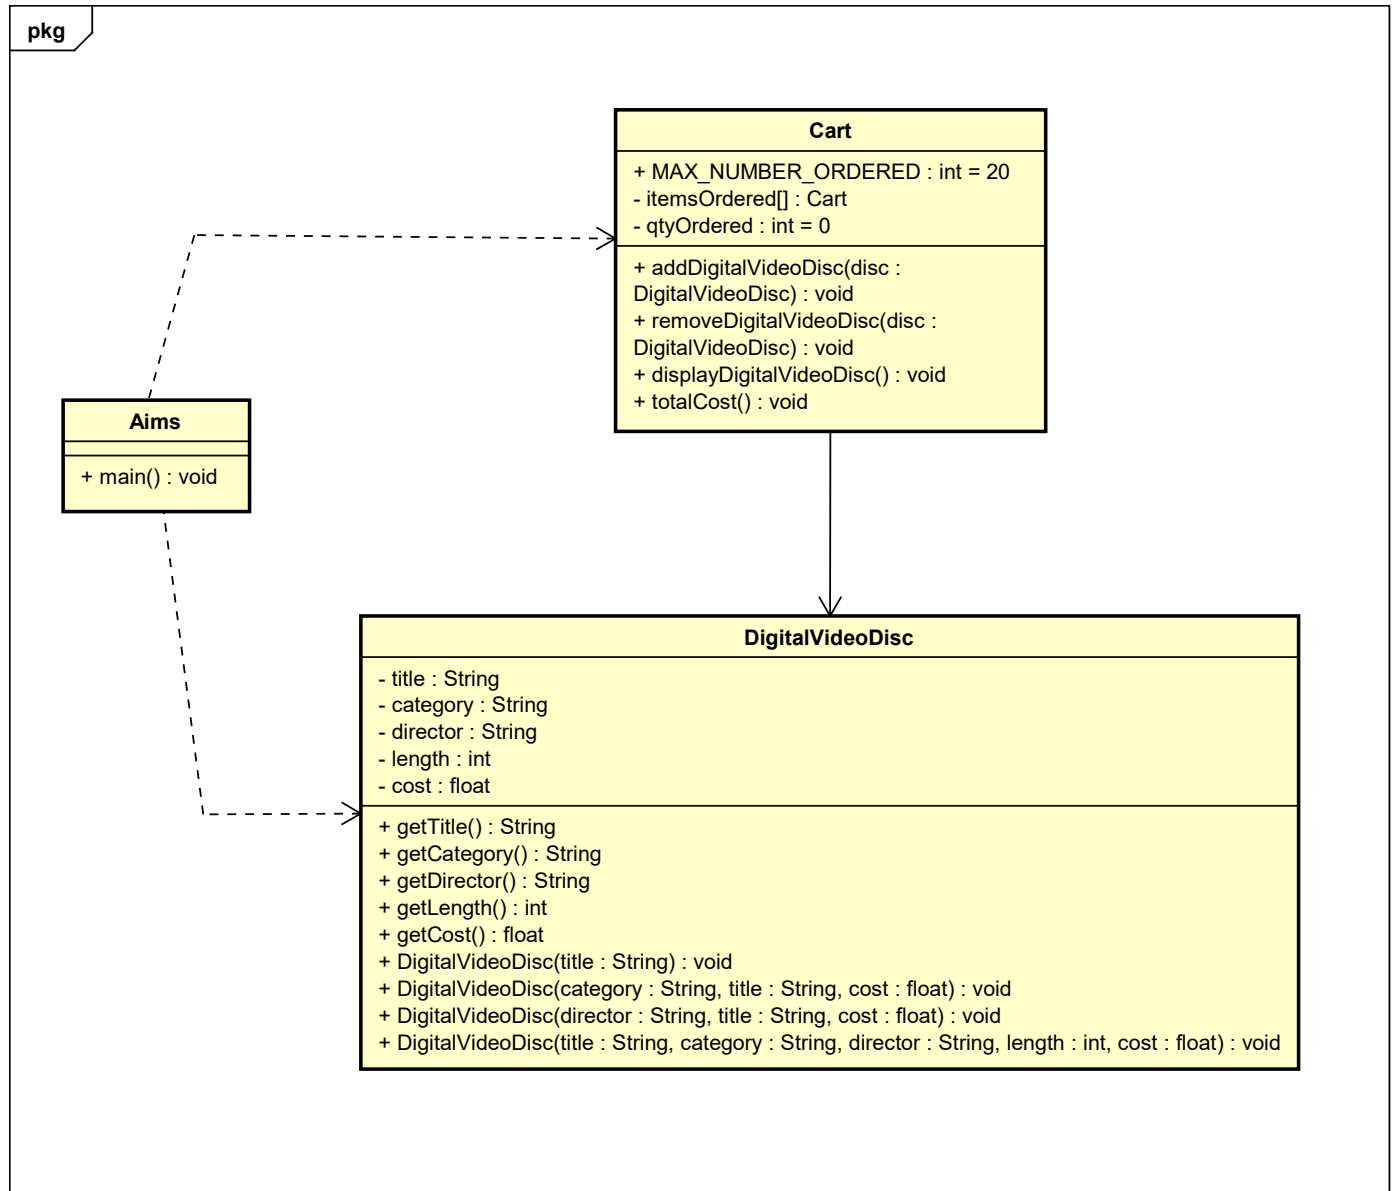 pkg
Cart
+ MAX_NUMBER_ORDERED : int = 20
- itemsOrdered[] : Cart
- qtyOrdered : int = 0
+ addDigitalVideoDisc(disc :
DigitalVideoDisc) : void
+ removeDigitalVideoDisc(disc :
DigitalVideoDisc) : void
+ displayDigitalVideoDisc() : void
+ totalCost() : void
Aims
+ main() : void
DigitalVideoDisc
- title : String
- category : String
- director : String
- length : int
- cost : float
+ getTitle() : String
+ getCategory() : String
+ getDirector() : String
+ getLength() : int
+ getCost() : float
+ DigitalVideoDisc(title : String) : void
+ DigitalVideoDisc(category : String, title : String, cost : float) : void
+ DigitalVideoDisc(director : String, title : String, cost : float) : void
+ DigitalVideoDisc(title : String, category : String, director : String, length : int, cost : float) : void